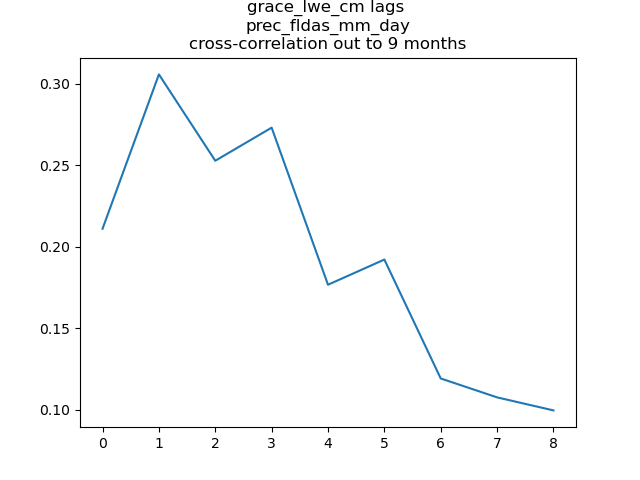 grace_lwe_cm lags
prec_fldas_mm_day
cross-correlation out to 9 months
0.30
0.25
0.20
0.15
0.10
0 1 2 3 4 5 6 7 8